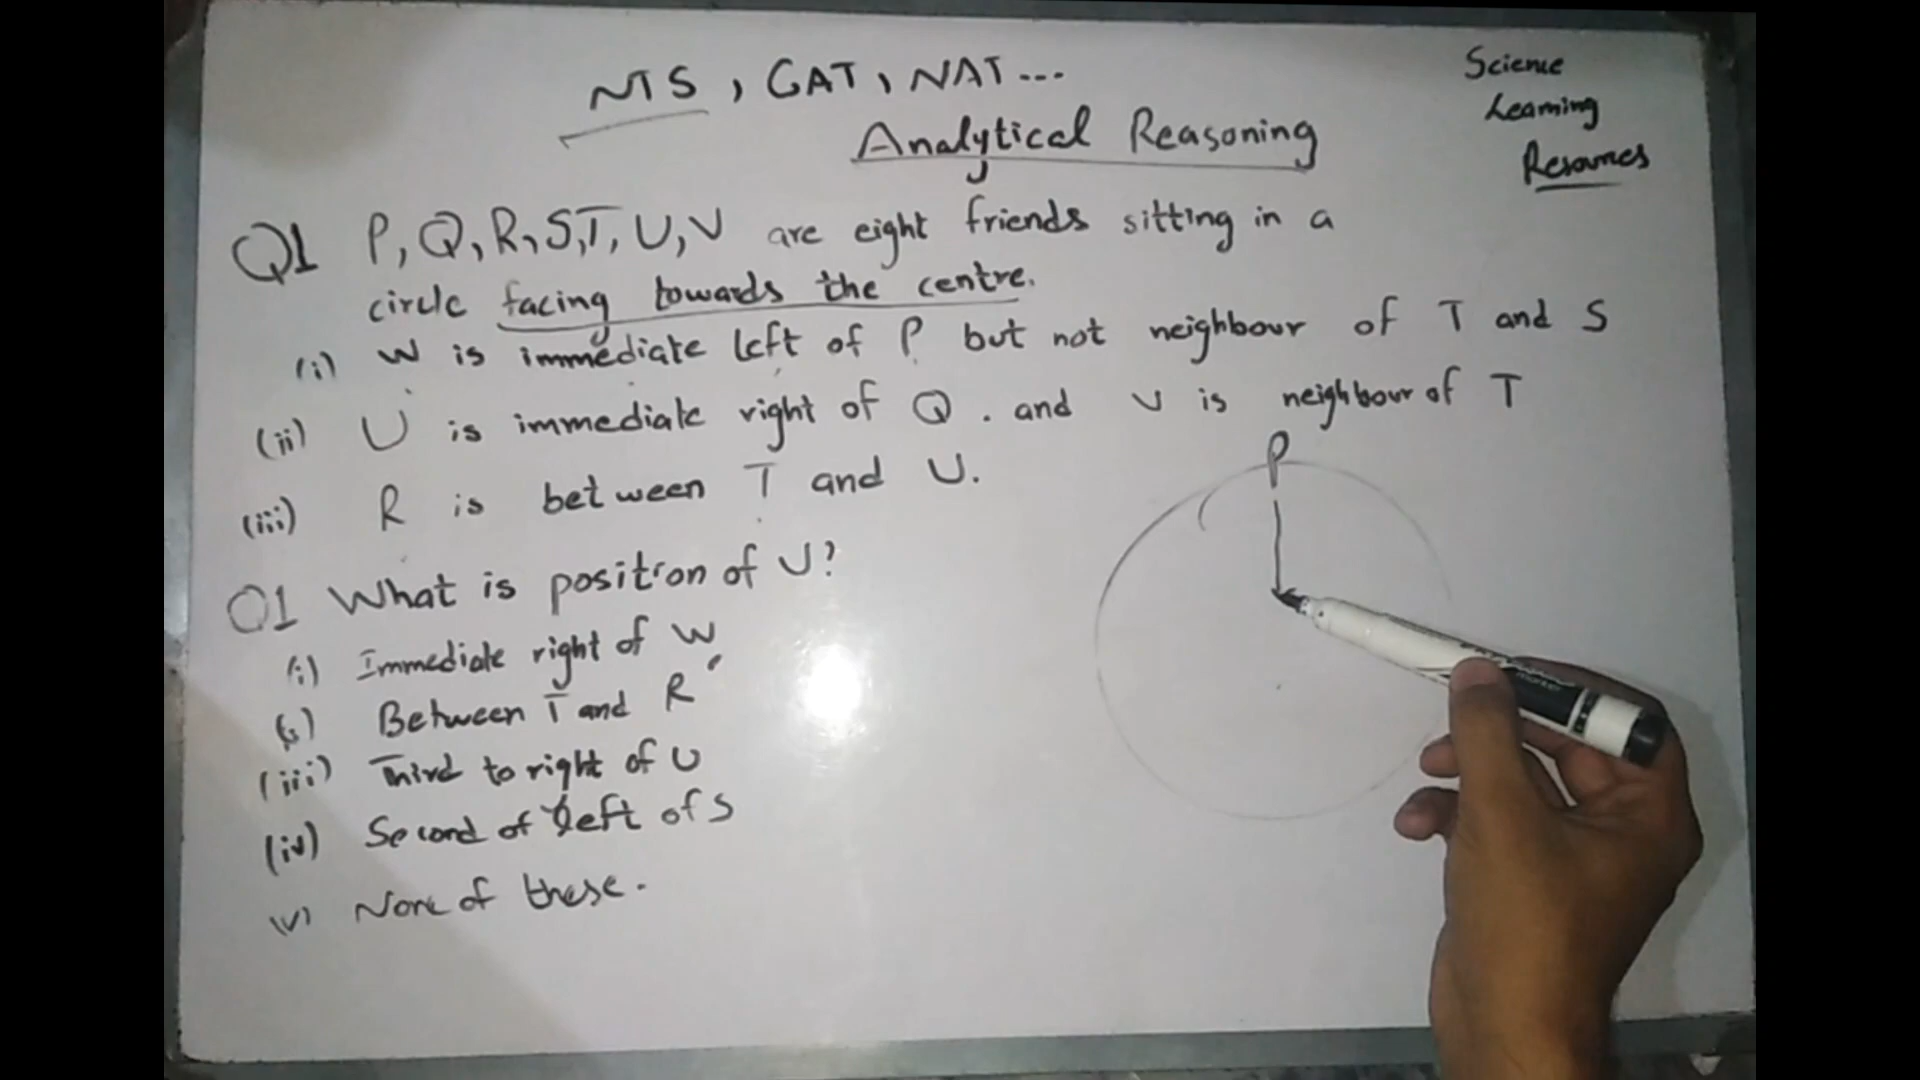 NTS, GAT, NAT...
Analytical Reasoning
Science
Learning
Resources
Q1 P, Q, R, S, T, U, V are eight friends sitting in a
circle facing towards the centre.
(i) W is immediate left of P but not neighbour of T and S
(ii) U is immediate right of Q. and V is neighbour of T
(iii) R is between T and U.
Q1 What is position of U?
(i) Immediate right of W
Between T and R
(iii) Third to right of U
(iv) Second of left of S
(v) None of these.
P